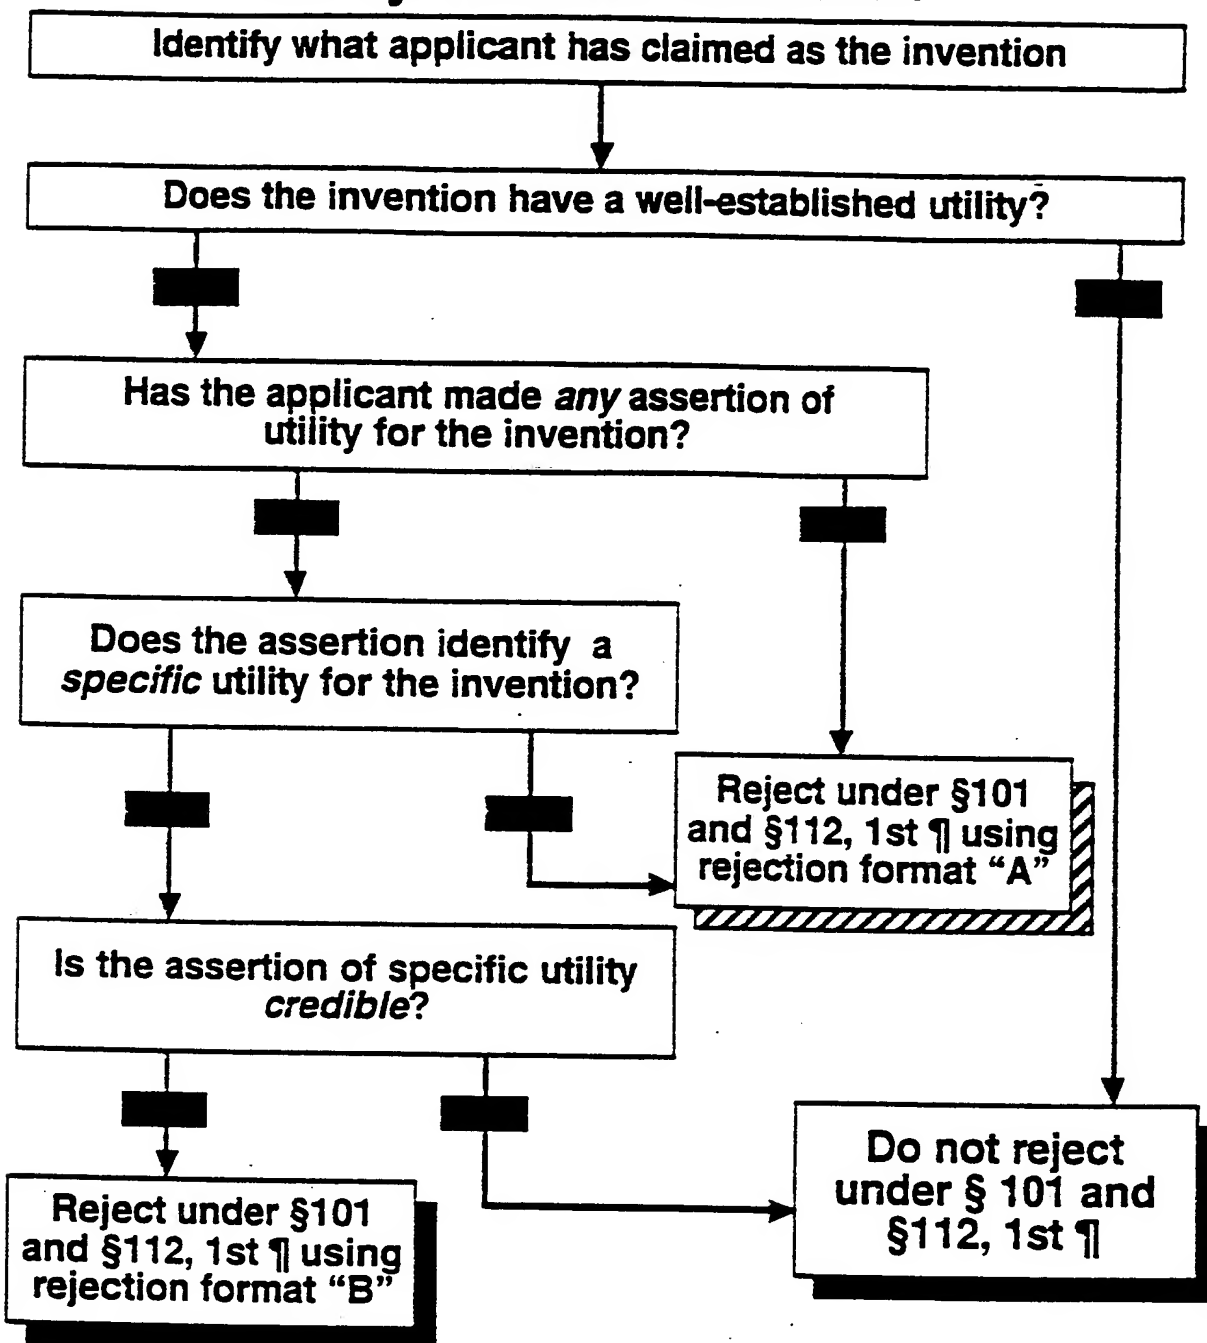 Identify what applicant has claimed as the invention
Does the invention have a well-established utility?
Has the applicant made any assertion of
utility for the invention?
Does the assertion identify a
specific utility for the invention?
Reject under §101
and §112, 1st ¶ using
rejection format “A”
Is the assertion of specific utility
credible?
Do not reject
under § 101 and
§112, 1st ¶
Reject under §101
and §112, 1st ¶ using
rejection format “B”